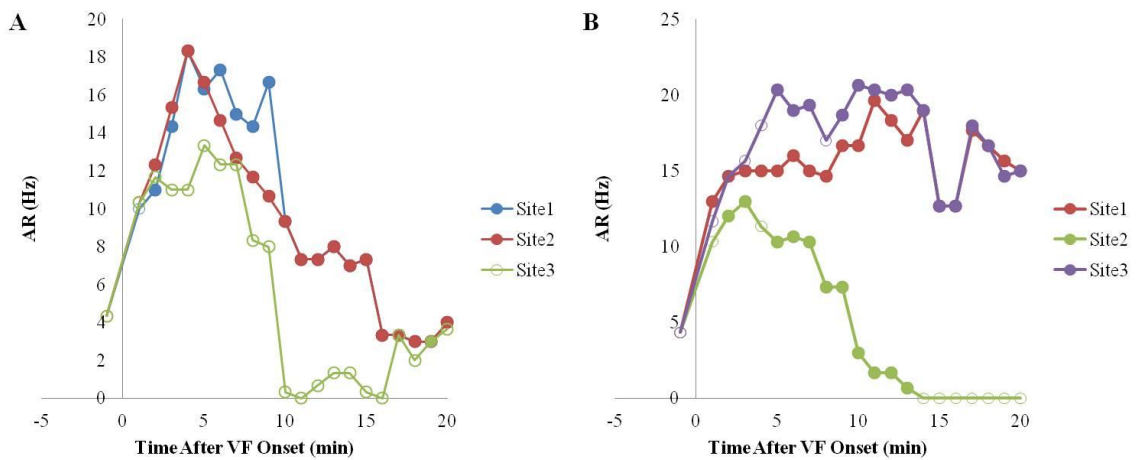 A
AR (Hz)
20
18
16
14
12
10
8
6
4
2
0
-5 0 5 10 15 20
Time After VF Onset (min)
Site1
Site2
Site3
B
AR (Hz)
25
20
15
10
5
0
-5 0 5 10 15 20
Time After VF Onset (min)
Site1
Site2
Site3